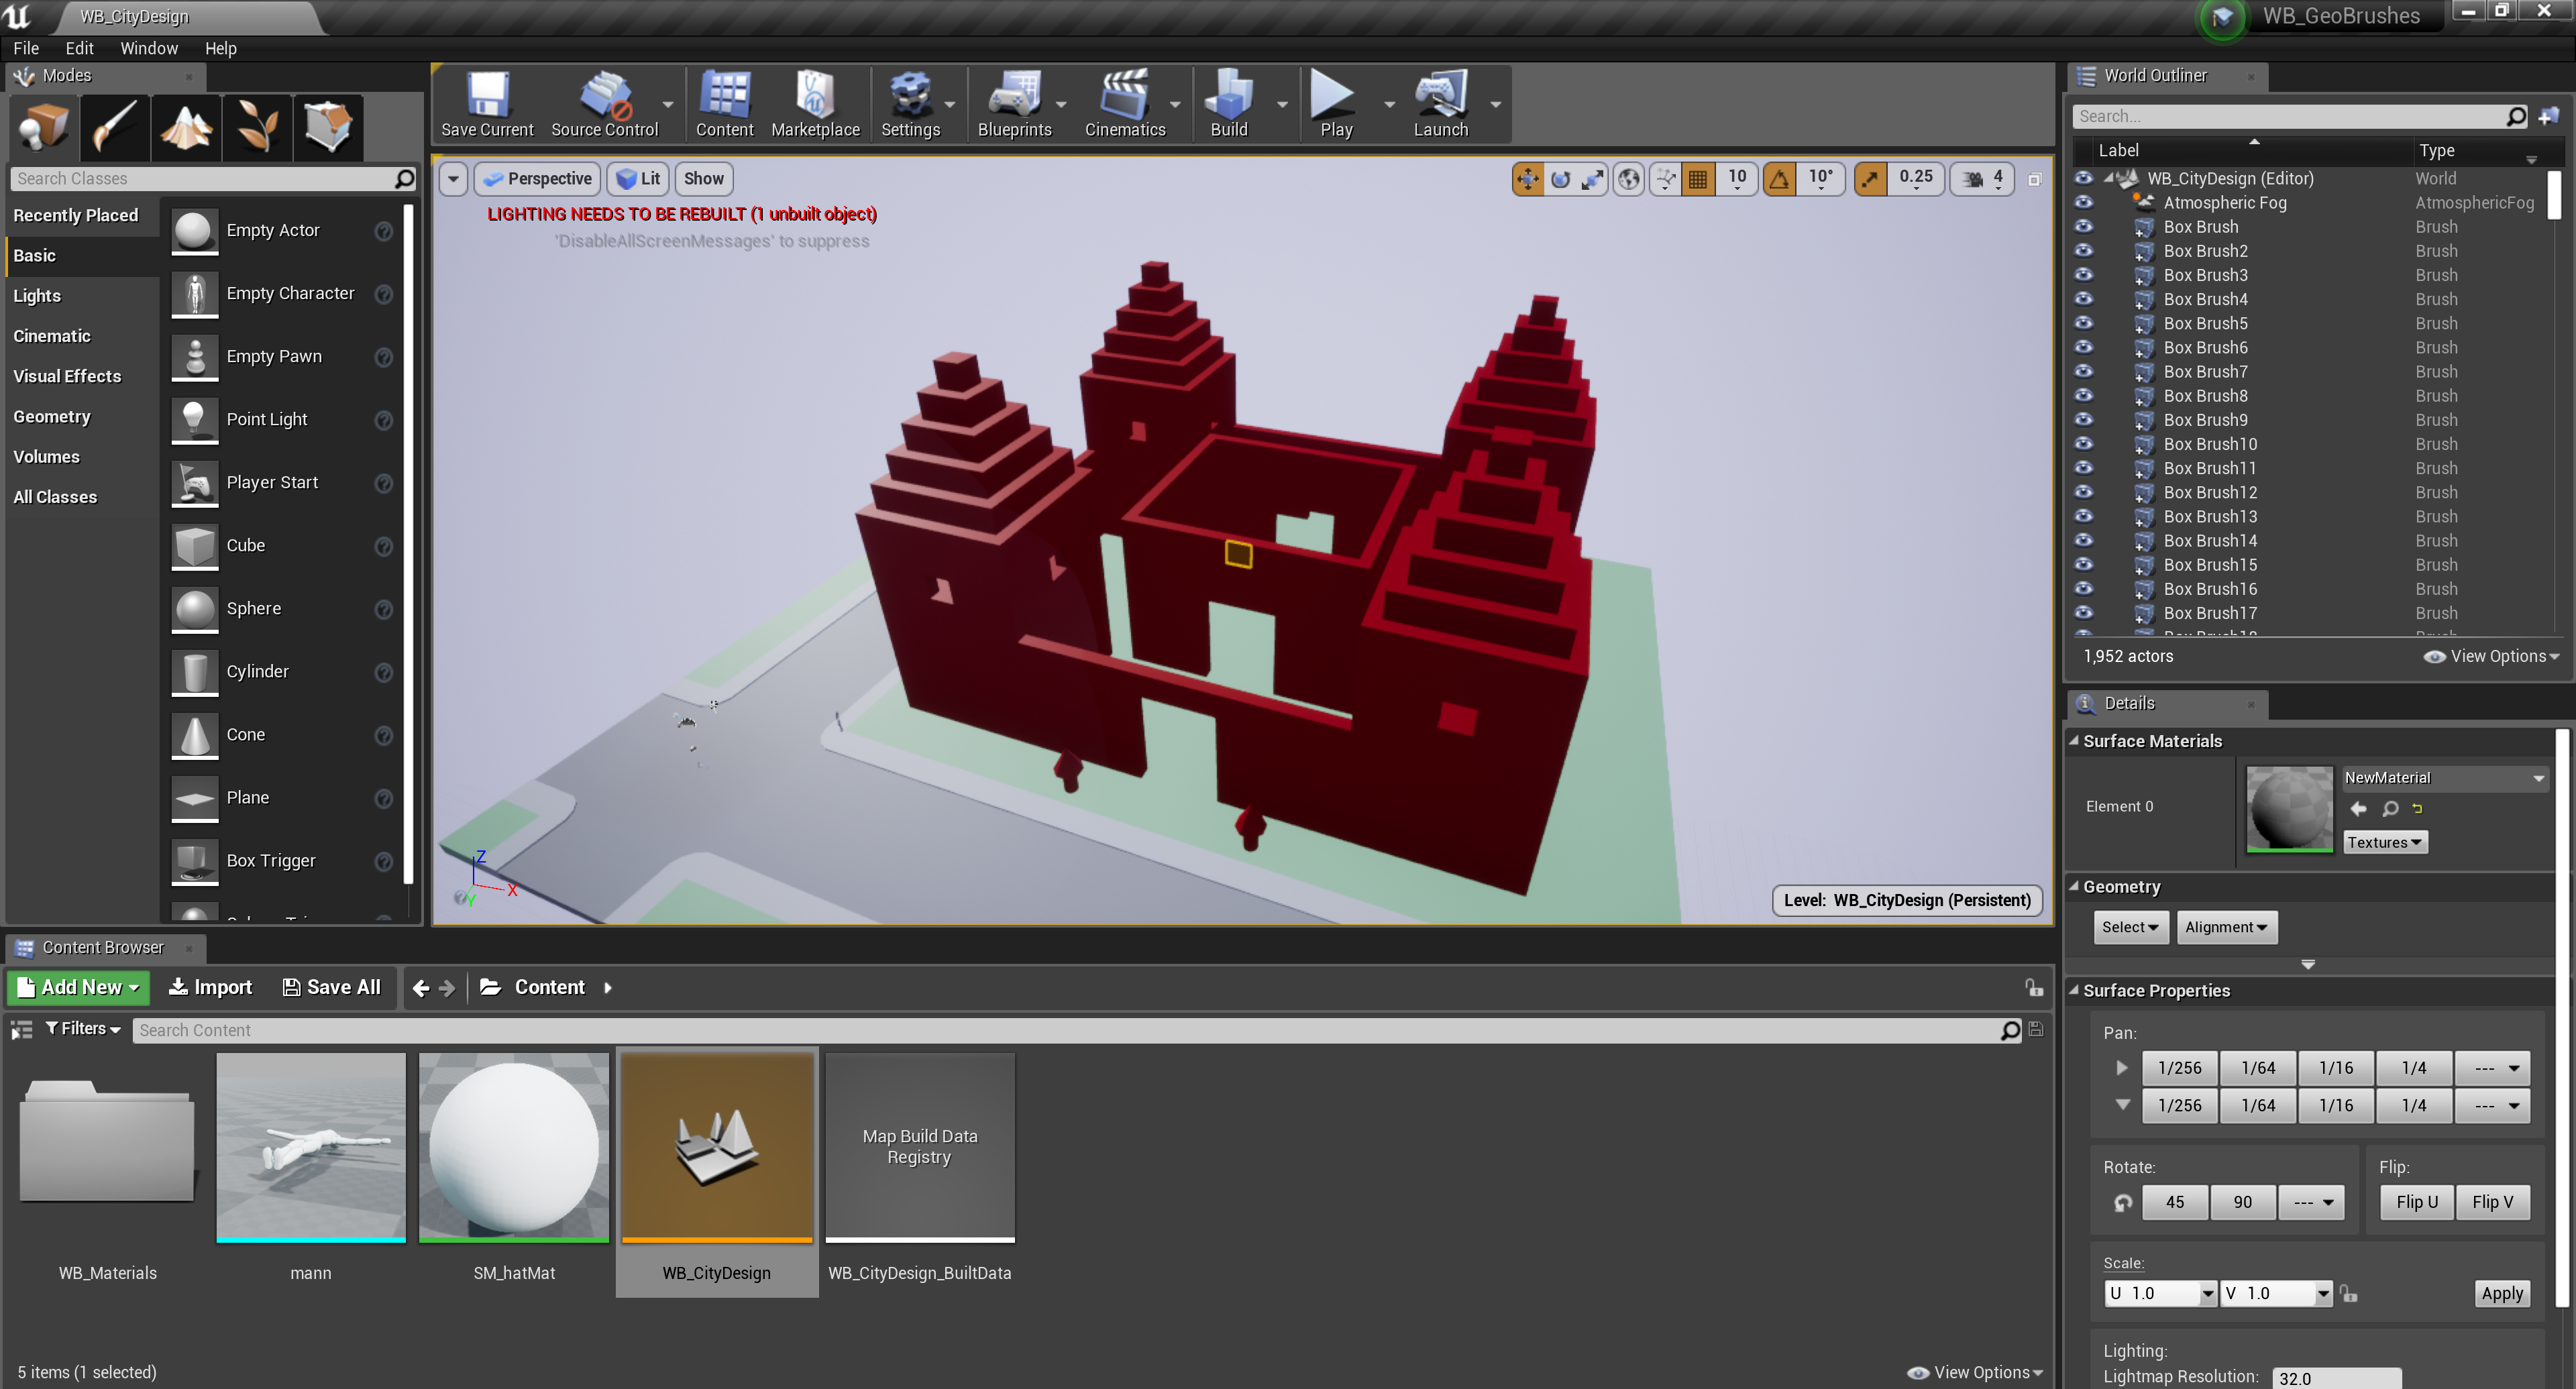 WB_CityDesign
WB_GeoBrushes
File Edit Window Help
Modes
Search Classes
Recently Placed
Basic
Lights
Cinematic
Visual Effects
Geometry
Volumes
All Classes
Empty Actor
Empty Character
Empty Pawn
Point Light
Player Start
Cube
Sphere
Cylinder
Cone
Plane
Box Trigger
Save Current
Source Control
Content
Marketplace
Settings
Blueprints
Cinematics
Build
Play
Launch
Perspective
Lit
Show
10
10°
0.25
4
LIGHTING NEEDS TO BE REBUILT (1 unbuilt object)
'DisableAllScreenMessages' to suppress
Z
X
Y
Level: WB_CityDesign (Persistent)
World Outliner
Search...
Label Type
WB_CityDesign (Editor) World
Atmospheric Fog AtmosphericFog
Box Brush Brush
Box Brush2 Brush
Box Brush3 Brush
Box Brush4 Brush
Box Brush5 Brush
Box Brush6 Brush
Box Brush7 Brush
Box Brush8 Brush
Box Brush9 Brush
Box Brush10 Brush
Box Brush11 Brush
Box Brush12 Brush
Box Brush13 Brush
Box Brush14 Brush
Box Brush15 Brush
Box Brush16 Brush
Box Brush17 Brush
1,952 actors
View Options
Details
Surface Materials
Element 0
NewMaterial
Textures
Geometry
Select
Alignment
Surface Properties
Pan:
1/256 1/64 1/16 1/4 ---
1/256 1/64 1/16 1/4 ---
Rotate:
45 90 ---
Flip:
Flip U Flip V
Scale:
U 1.0 V 1.0
Apply
Lighting:
Lightmap Resolution: 32.0
Content Browser
Add New
Import
Save All
Content
Filters
Search Content
Map Build Data
Registry
WB_Materials
mann
SM_hatMat
WB_CityDesign
WB_CityDesign_BuiltData
5 items (1 selected)
View Options